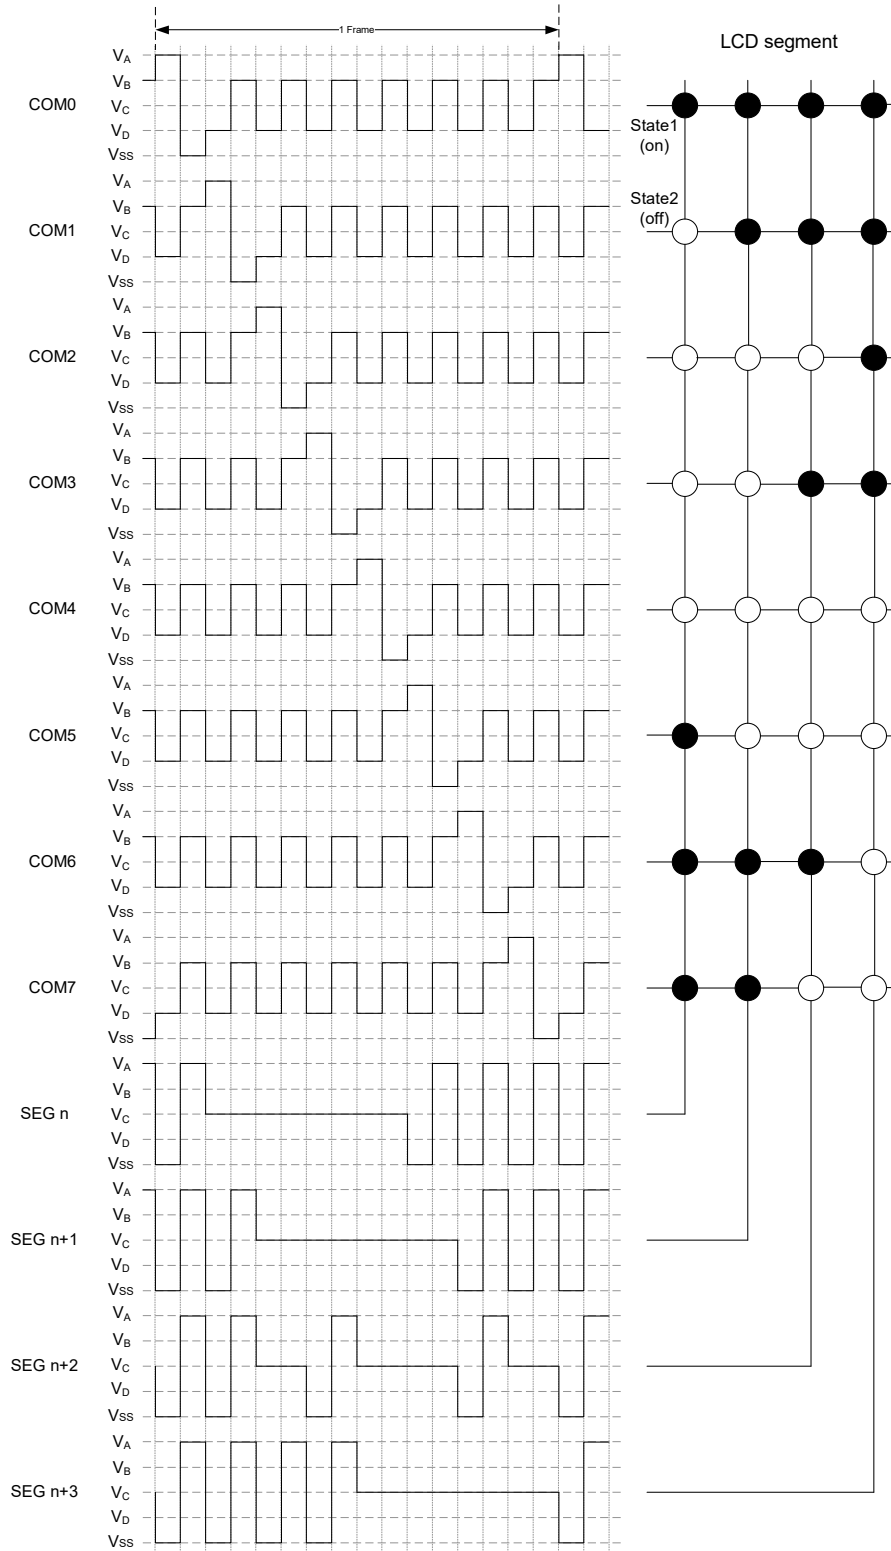 1 Frame
LCD segment
COM0
VA
VB
VC
VD
VSS
State1
(on)
COM1
VA
VB
VC
VD
VSS
State2
(off)
COM2
VA
VB
VC
VD
VSS
COM3
VA
VB
VC
VD
VSS
COM4
VA
VB
VC
VD
VSS
COM5
VA
VB
VC
VD
VSS
COM6
VA
VB
VC
VD
VSS
COM7
VA
VB
VC
VD
VSS
SEG n
VA
VB
VC
VD
VSS
SEG n+1
VA
VB
VC
VD
VSS
SEG n+2
VA
VB
VC
VD
VSS
SEG n+3
VA
VB
VC
VD
VSS